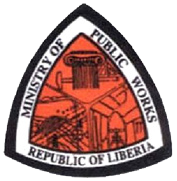 MINISTRY OF PUBLIC WORKS
REPUBLIC OF LIBERIA